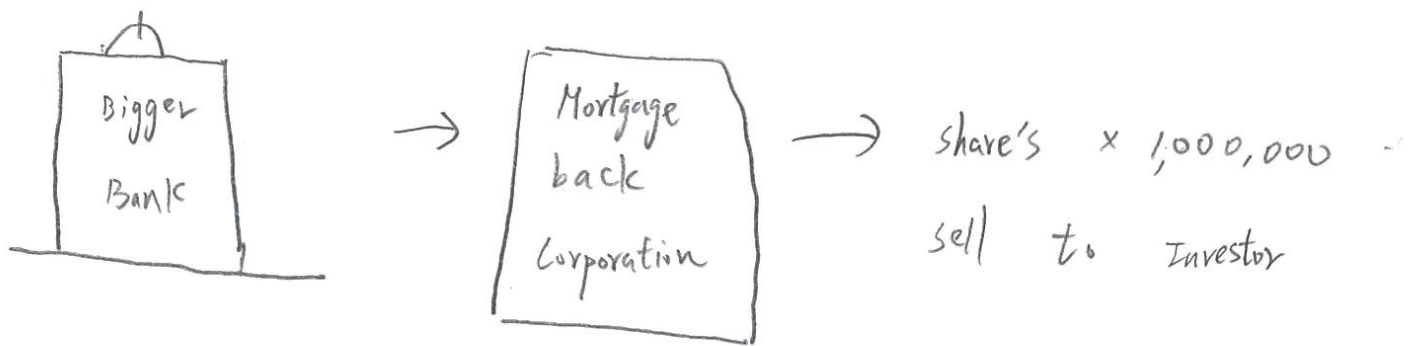 Bigger
Bank
→
Mortgage
back
Corporation
→
share's × 1,000,000
sell to Investor